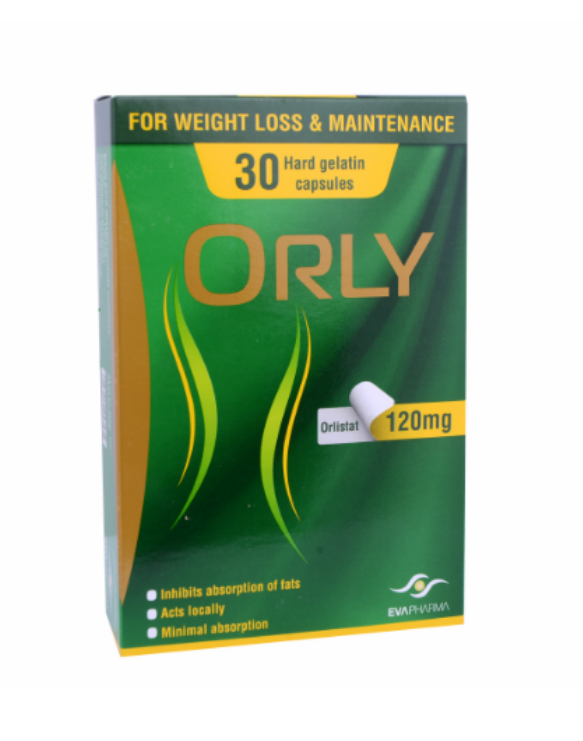 FOR WEIGHT LOSS & MAINTENANCE
30 Hard gelatin
capsules
ORLY
Orlistat 120mg
Inhibits absorption of fats
Acts locally
Minimal absorption
EVAPHARMA